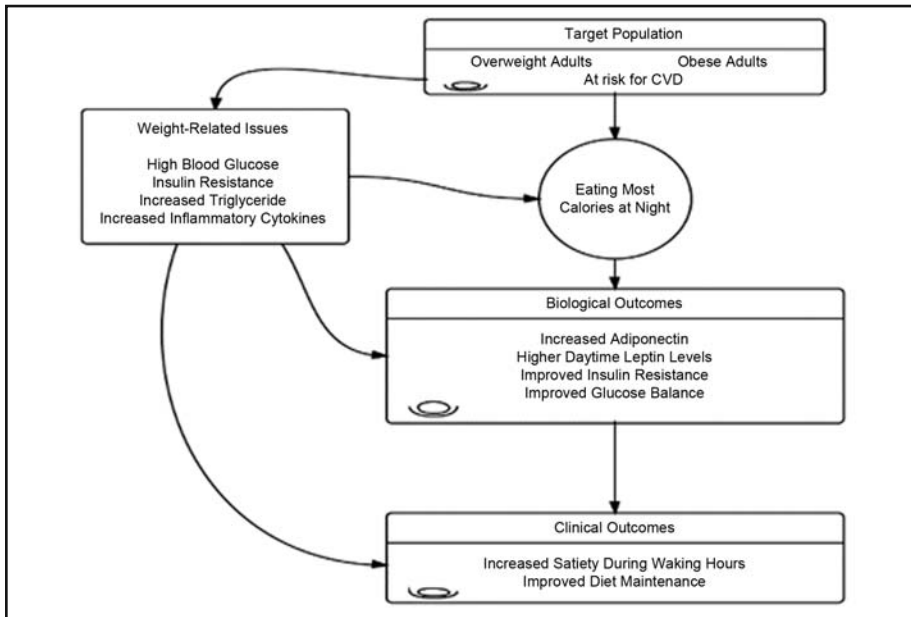 Target Population
Overweight Adults Obese Adults
At risk for CVD
Weight-Related Issues
High Blood Glucose
Insulin Resistance
Increased Triglyceride
Increased Inflammatory Cytokines
Eating Most
Calories at Night
Biological Outcomes
Increased Adiponectin
Higher Daytime Leptin Levels
Improved Insulin Resistance
Improved Glucose Balance
Clinical Outcomes
Increased Satiety During Waking Hours
Improved Diet Maintenance